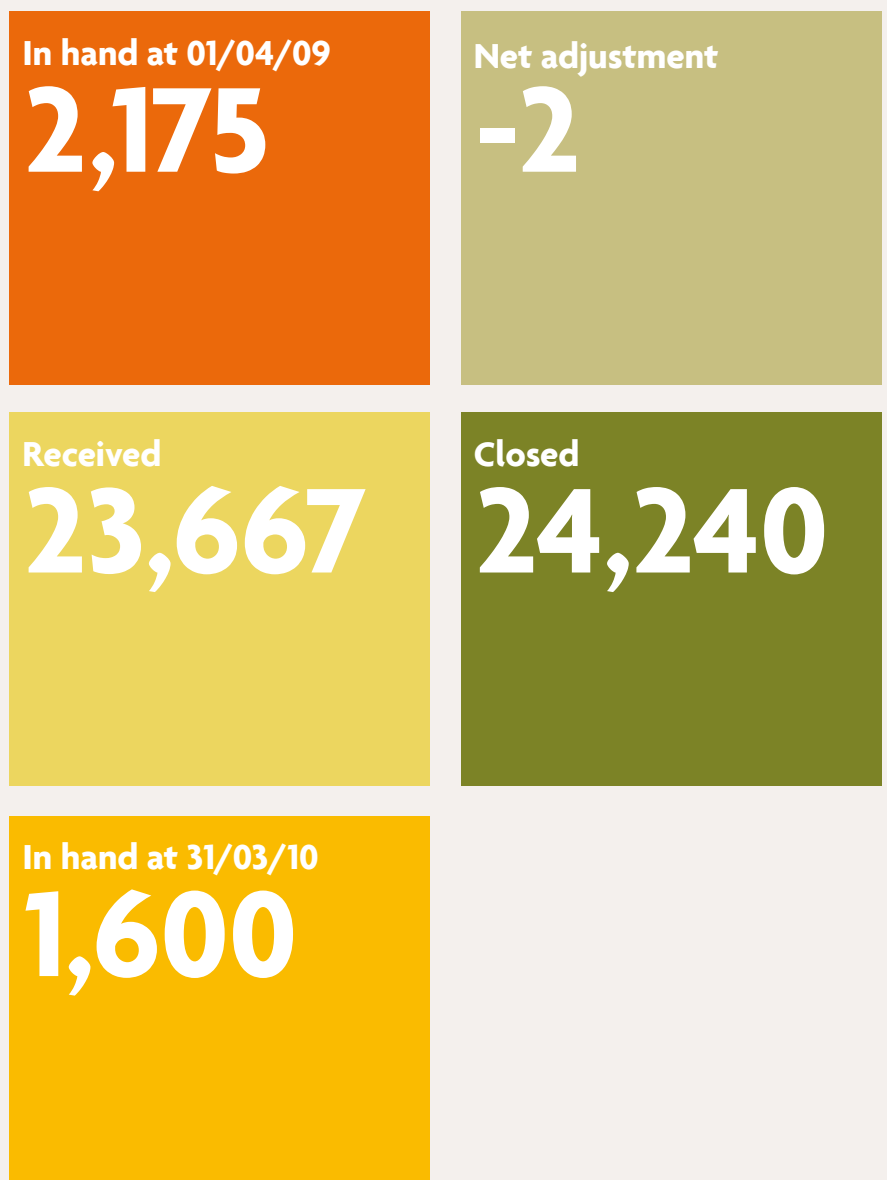 In hand at 01/04/09
2,175
Net adjustment
-2
Received
23,667
Closed
24,240
In hand at 31/03/10
1,600